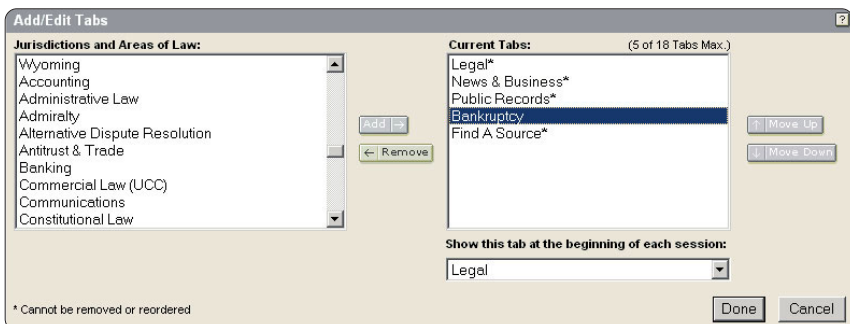 Add/Edit Tabs
?
Jurisdictions and Areas of Law:
Wyoming
Accounting
Administrative Law
Admiralty
Alternative Dispute Resolution
Antitrust & Trade
Banking
Commercial Law (UCC)
Communications
Constitutional Law
Add →
← Remove
Current Tabs: (5 of 18 Tabs Max.)
Legal*
News & Business*
Public Records*
Bankruptcy
Find A Source*
↑ Move Up
↓ Move Down
Show this tab at the beginning of each session:
Legal
* Cannot be removed or reordered
Done Cancel